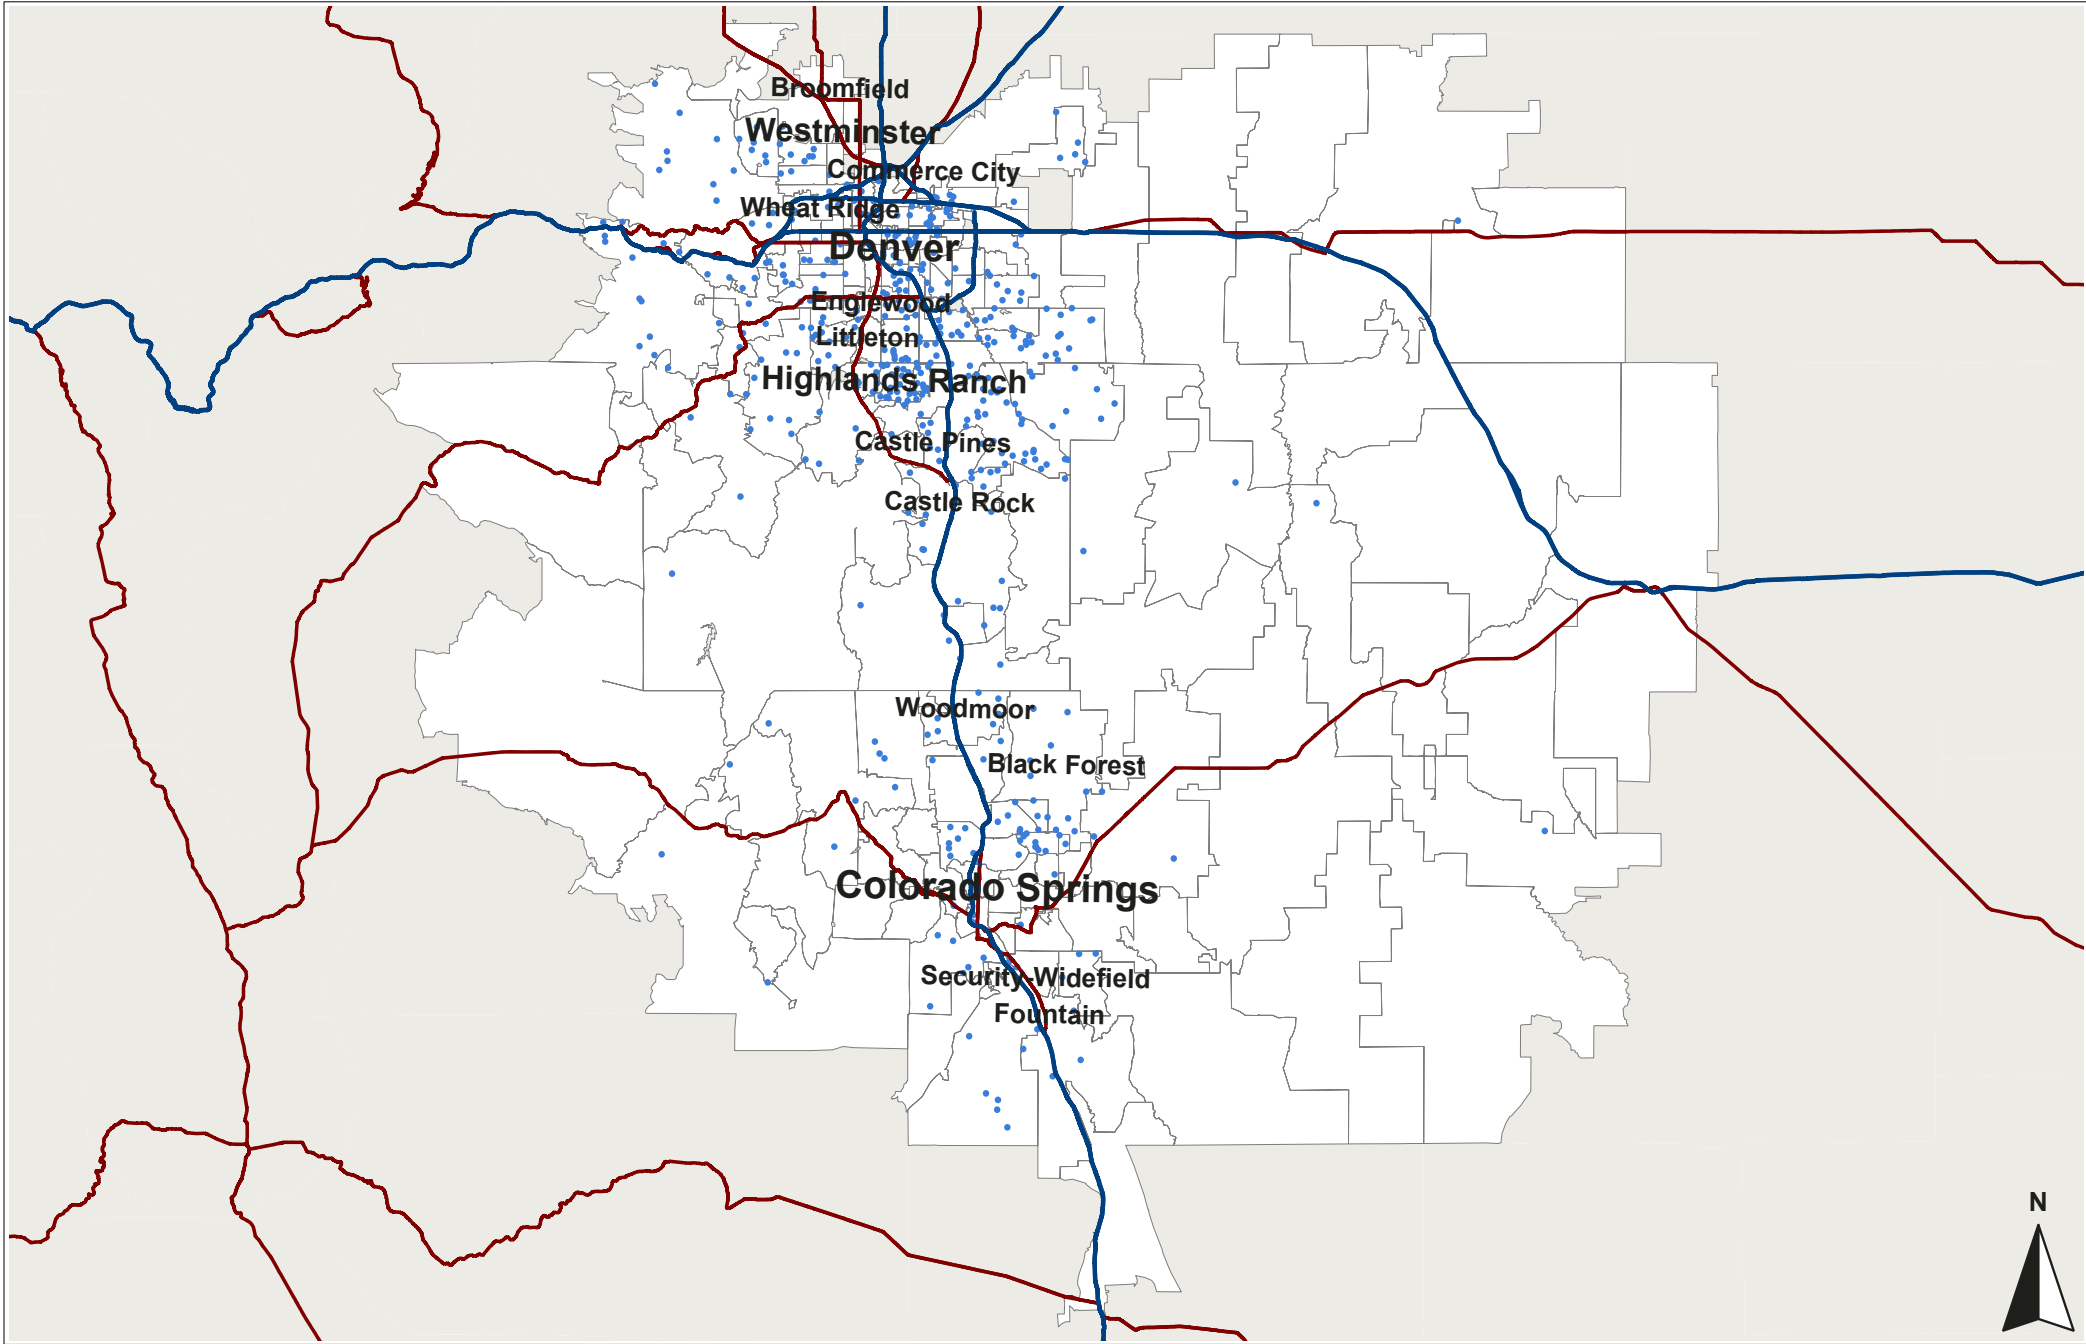 Broomfield
Westminster
Commerce City
Wheat Ridge
Denver
Englewood
Littleton
Highlands Ranch
Castle Pines
Castle Rock
Woodmoor
Black Forest
Colorado Springs
Security-Widefield
Fountain
N